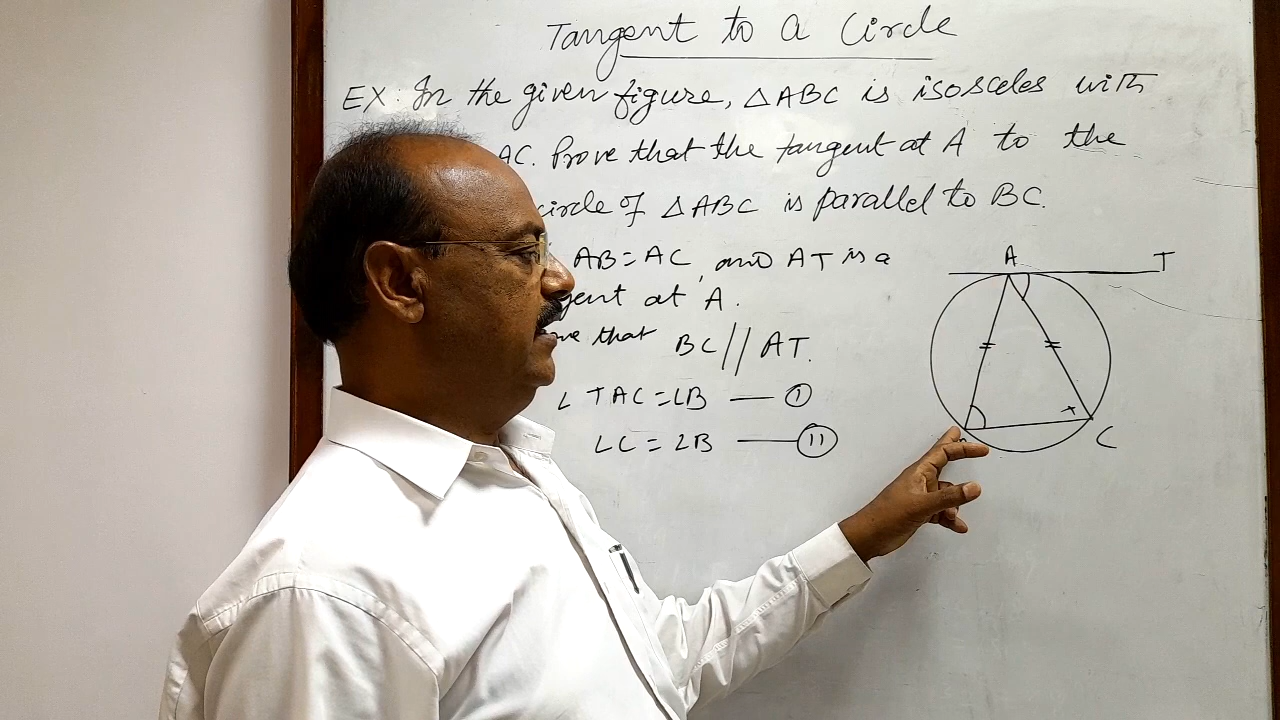 Tangent to a Circle
EX. In the given figure, △ABC is isosceles with
AC. Prove that the tangent at A to the
circle of △ABC is parallel to BC.
AB=AC, and AT is a
gent at A.
that BC // AT.
∠TAC=∠B — I
∠C=∠B — II
A T
C